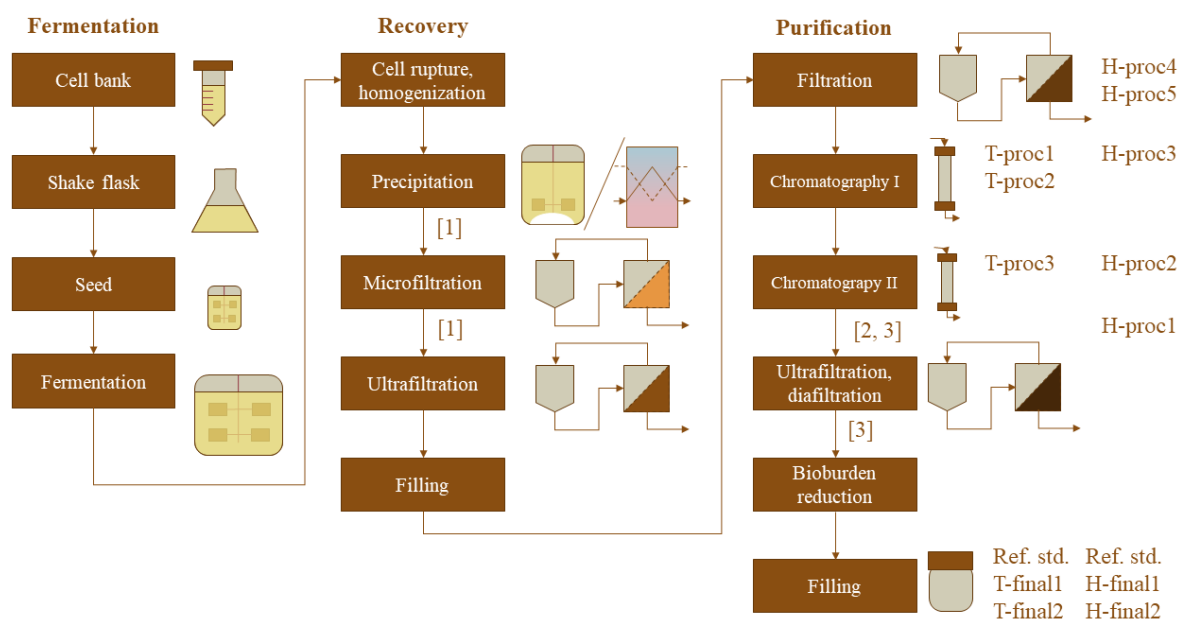 Fermentation
Cell bank
Shake flask
Seed
Fermentation
Recovery
Cell rupture,
homogenization
Precipitation
[1]
Microfiltration
[1]
Ultrafiltration
Filling
Purification
Filtration
H-proc4
H-proc5
Chromatography I
T-proc1
T-proc2
H-proc3
Chromatograpy II
T-proc3
H-proc2
H-proc1
[2, 3]
Ultrafiltration,
diafiltration
[3]
Bioburden
reduction
Filling
Ref. std.
T-final1
T-final2
Ref. std.
H-final1
H-final2